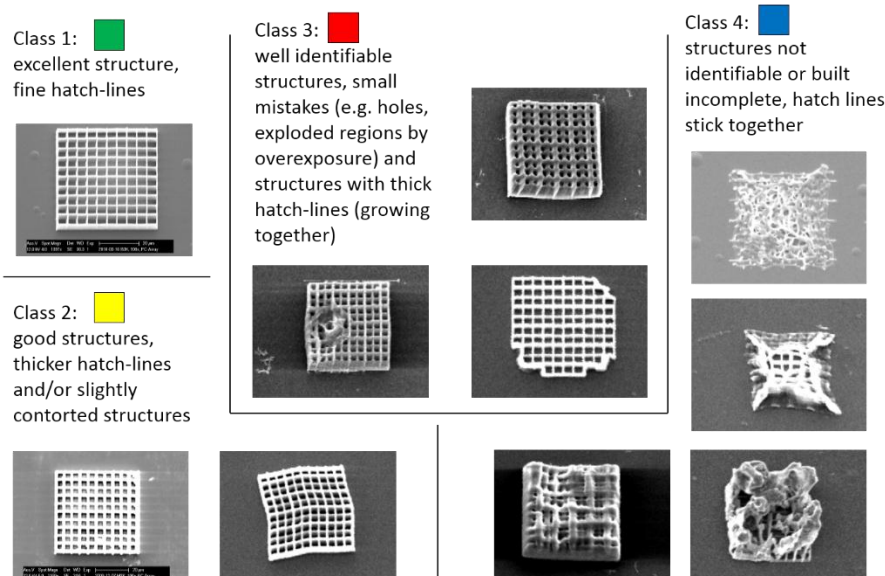 Class 1:
excellent structure,
fine hatch-lines
Class 2:
good structures,
thicker hatch-lines
and/or slightly
contorted structures
Class 3:
well identifiable
structures, small
mistakes (e.g. holes,
exploded regions by
overexposure) and
structures with thick
hatch-lines (growing
together)
Class 4:
structures not
identifiable or built
incomplete, hatch lines
stick together